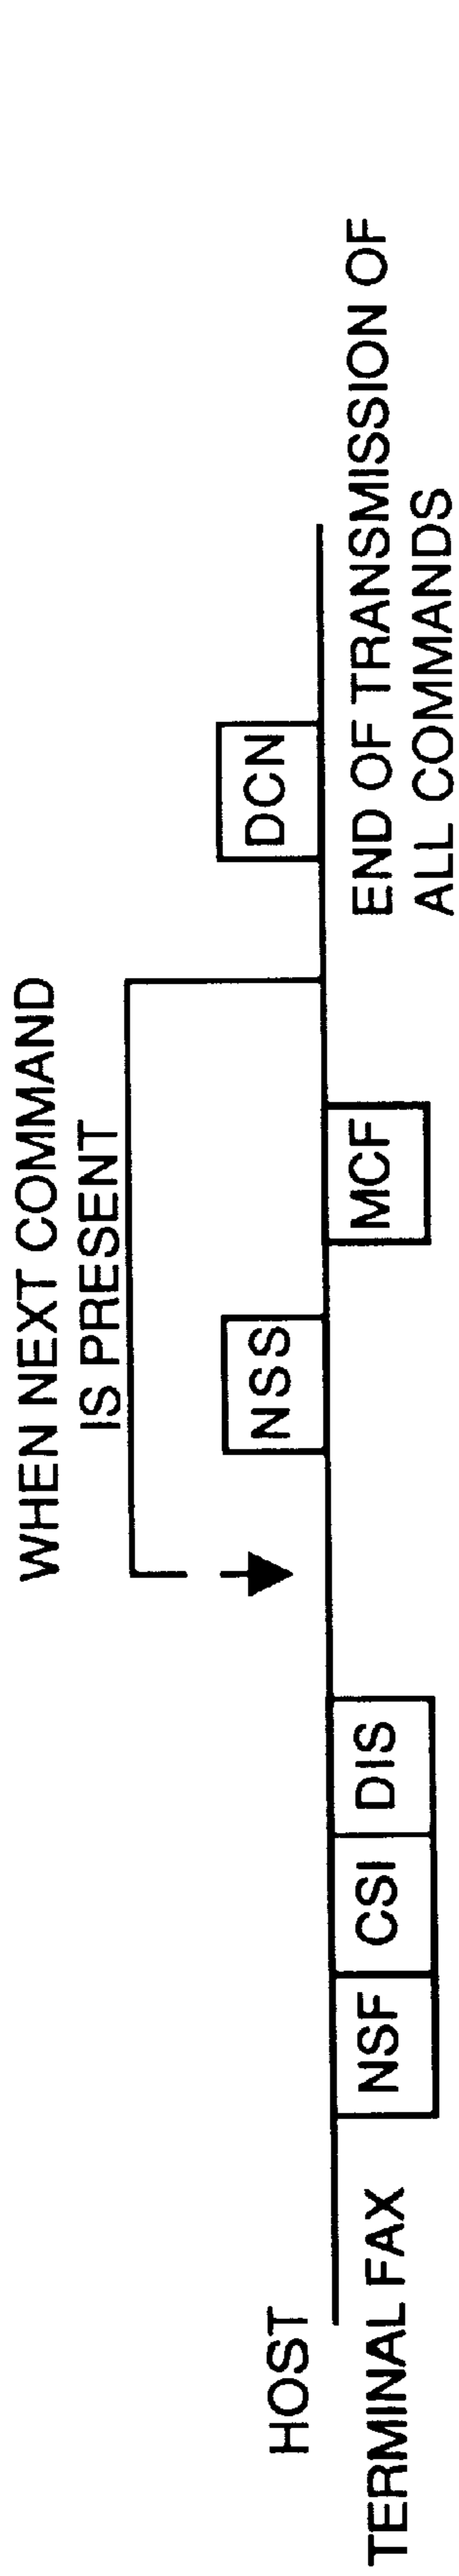 WHEN NEXT COMMAND
IS PRESENT
HOST
NSS
DCN
TERMINAL FAX
NSF
CSI
DIS
MCF
END OF TRANSMISSION OF
ALL COMMANDS